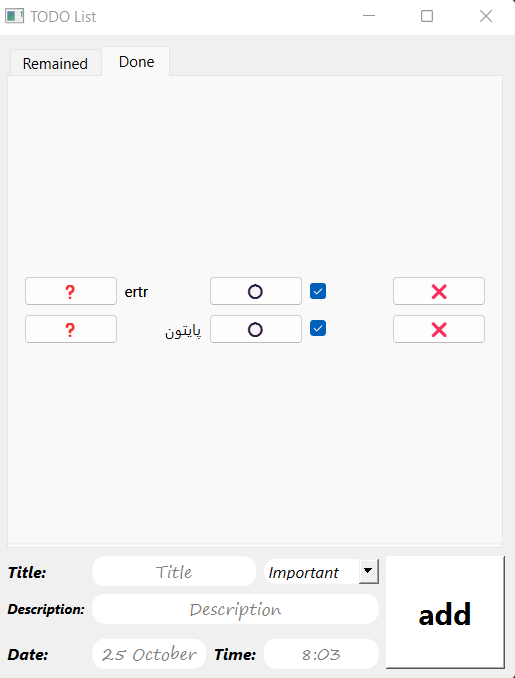 TODO List
Remained Done
ertr
پایتون
Title: Title Important
Description: Description
add
Date: 25 October Time: 8:03